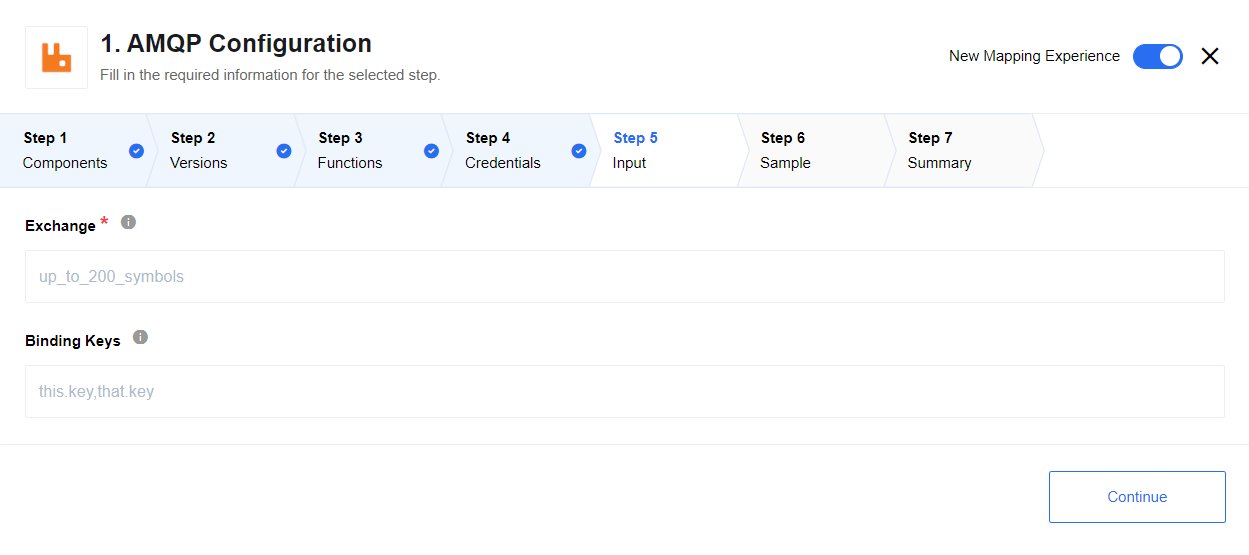 1. AMQP Configuration
Fill in the required information for the selected step.
New Mapping Experience
Step 1
Components
Step 2
Versions
Step 3
Functions
Step 4
Credentials
Step 5
Input
Step 6
Sample
Step 7
Summary
Exchange *
up_to_200_symbols
Binding Keys
this.key,that.key
Continue